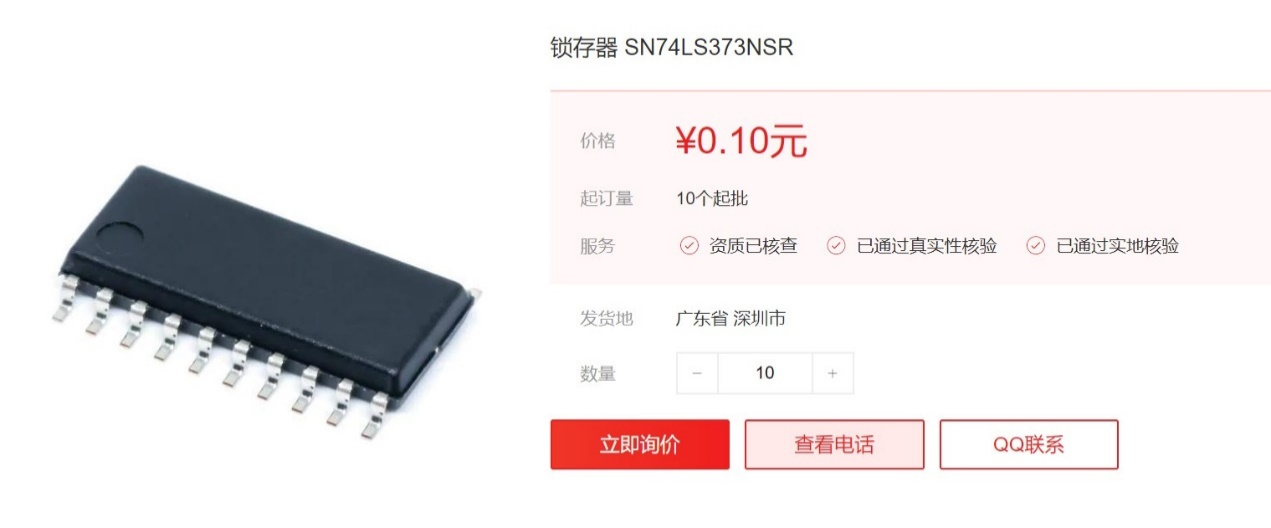 锁存器 SN74LS373NSR
价格 ¥0.10元
起订量 10个起批
服务 资质已核查 已通过真实性核验 已通过实地核验
发货地 广东省 深圳市
数量 - 10 +
立即询价 查看电话 QQ联系